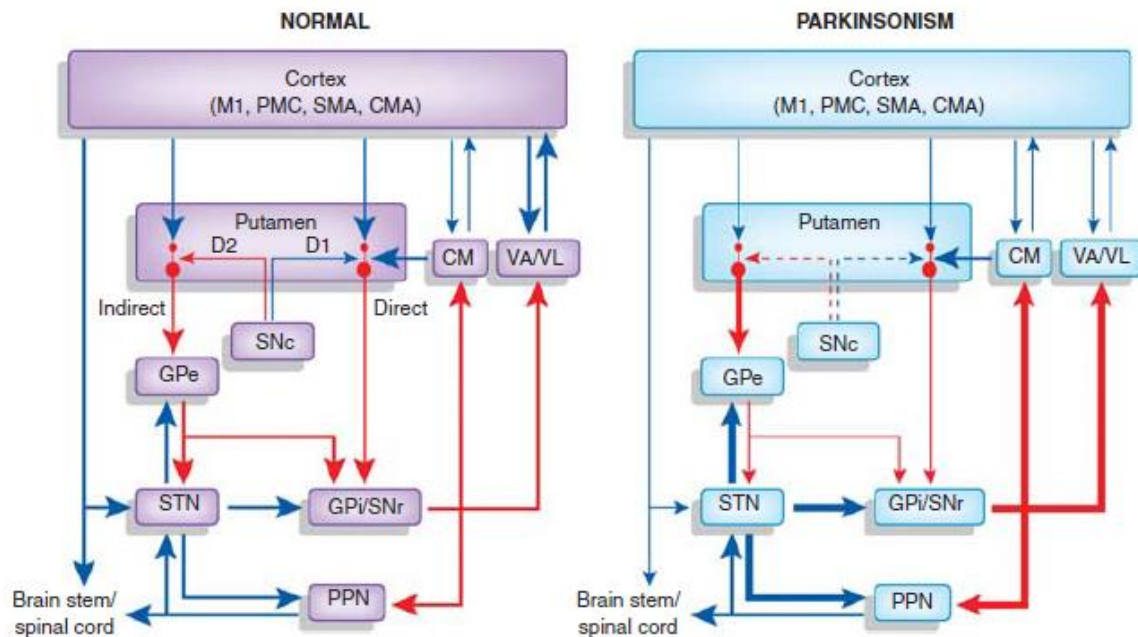 NORMAL
Cortex
(M1, PMC, SMA, CMA)
Putamen
D2
D1
CM
VA/VL
Indirect
Direct
SNc
GPe
STN
GPi/SNr
PPN
Brain stem/
spinal cord
PARKINSONISM
Cortex
(M1, PMC, SMA, CMA)
Putamen
CM
VA/VL
SNc
GPe
STN
GPi/SNr
PPN
Brain stem/
spinal cord